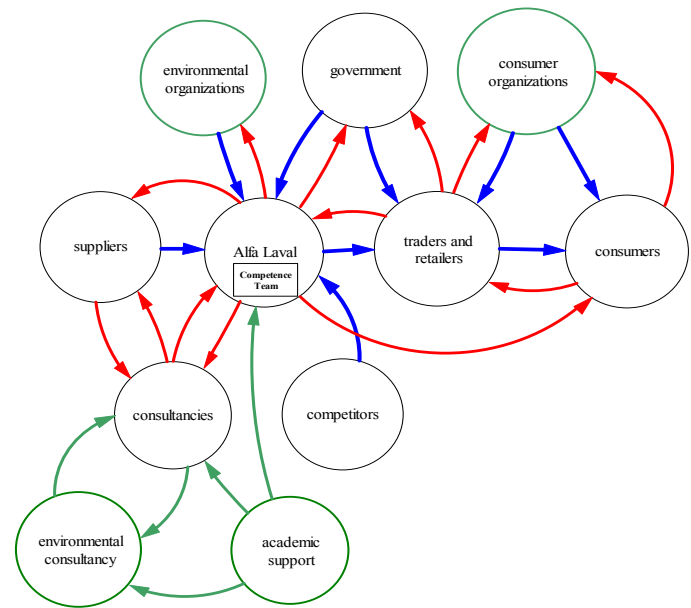 environmental
organizations
government
consumer
organizations
suppliers
Alfa Laval
Competence
Team
traders and
retailers
consumers
consultancies
competitors
environmental
consultancy
academic
support